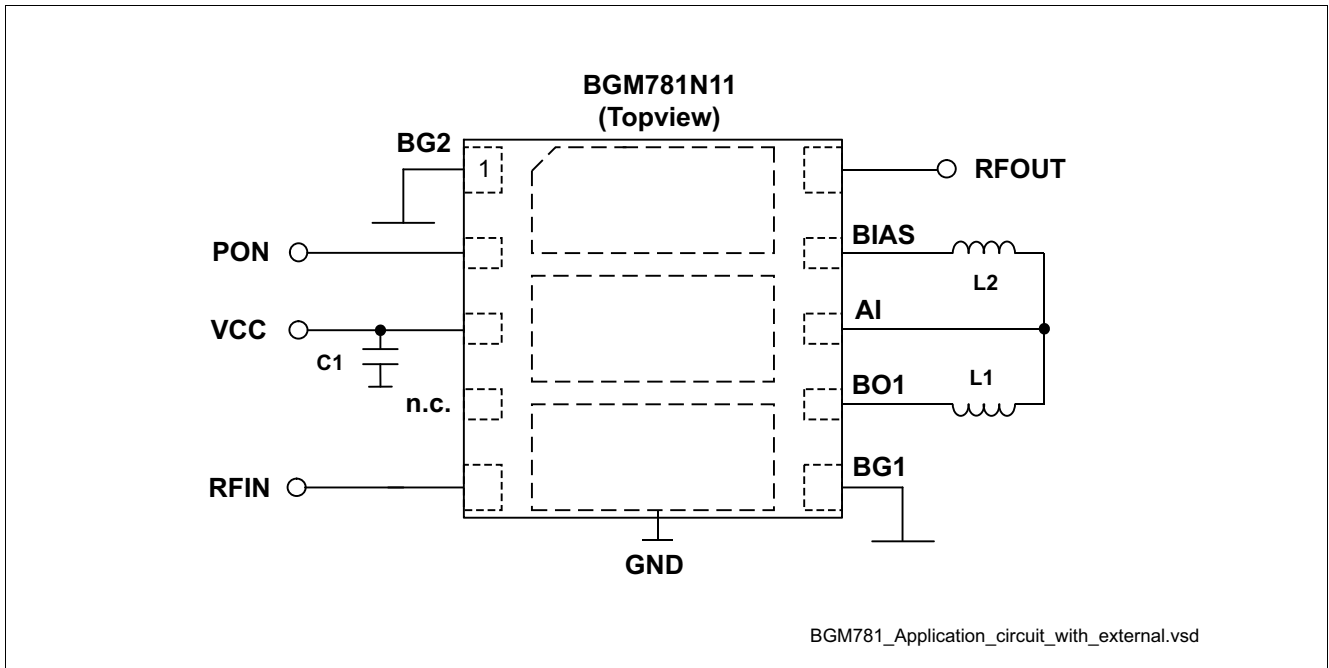 BGM781N11
(Topview)
BG2
1
RFOUT
PON
BIAS
L2
VCC
AI
C1
n.c.
BO1
L1
RFIN
BG1
GND
BGM781_Application_circuit_with_external.vsd